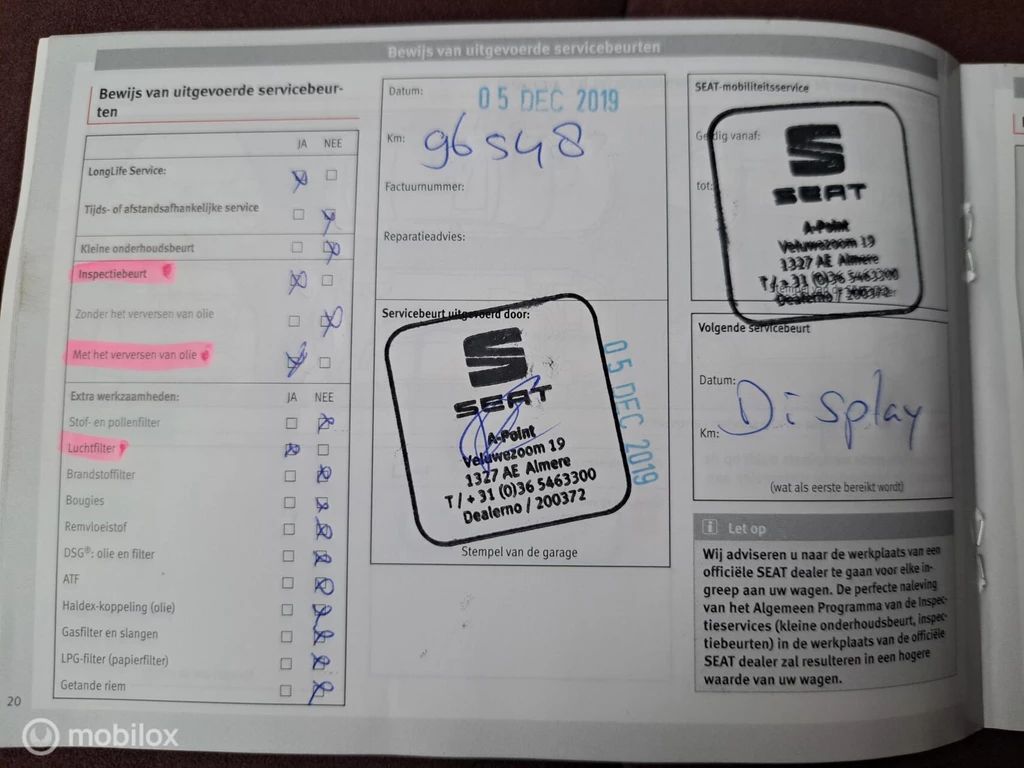 Bewijs van uitgevoerde servicebeurten
Bewijs van uitgevoerde servicebeur-
ten
JA NEE
LongLife Service:
Tijds- of afstandsafhankelijke service
Kleine onderhoudsbeurt
Inspectiebeurt
Zonder het verversen van olie
Met het verversen van olie
Extra werkzaamheden: JA NEE
Stof- en pollenfilter
Luchtfilter
Brandstoffilter
Bougies
Remvloeistof
DSG®: olie en filter
ATF
Haldex-koppeling (olie)
Gasfilter en slangen
LPG-filter (papierfilter)
Getande riem
20
Datum: 05 DEC 2019
Km: 96548
Factuurnummer:
Reparatieadvies:
Servicebeurt uitgevoerd door:
SEAT
A-Point
Veluwezoom 19
1327 AE Almere
T / + 31 (0)36 5463300
Dealerno / 200372
05 DEC 2019
Stempel van de garage
SEAT-mobiliteitsservice
Geldig vanaf:
tot:
SEAT
A-Point
Veluwezoom 19
1327 AE Almere
T / + 31 (0)36 5463300
Dealerno / 200372
Volgende servicebeurt
Datum: Display
Km:
(wat als eerste bereikt wordt)
i Let op
Wij adviseren u naar de werkplaats van een
officiële SEAT dealer te gaan voor elke in-
greep aan uw wagen. De perfecte naleving
van het Algemeen Programma van de Inspec-
tieservices (kleine onderhoudsbeurt, inspec-
tiebeurten) in de werkplaats van de officiële
SEAT dealer zal resulteren in een hogere
waarde van uw wagen.
mobilox